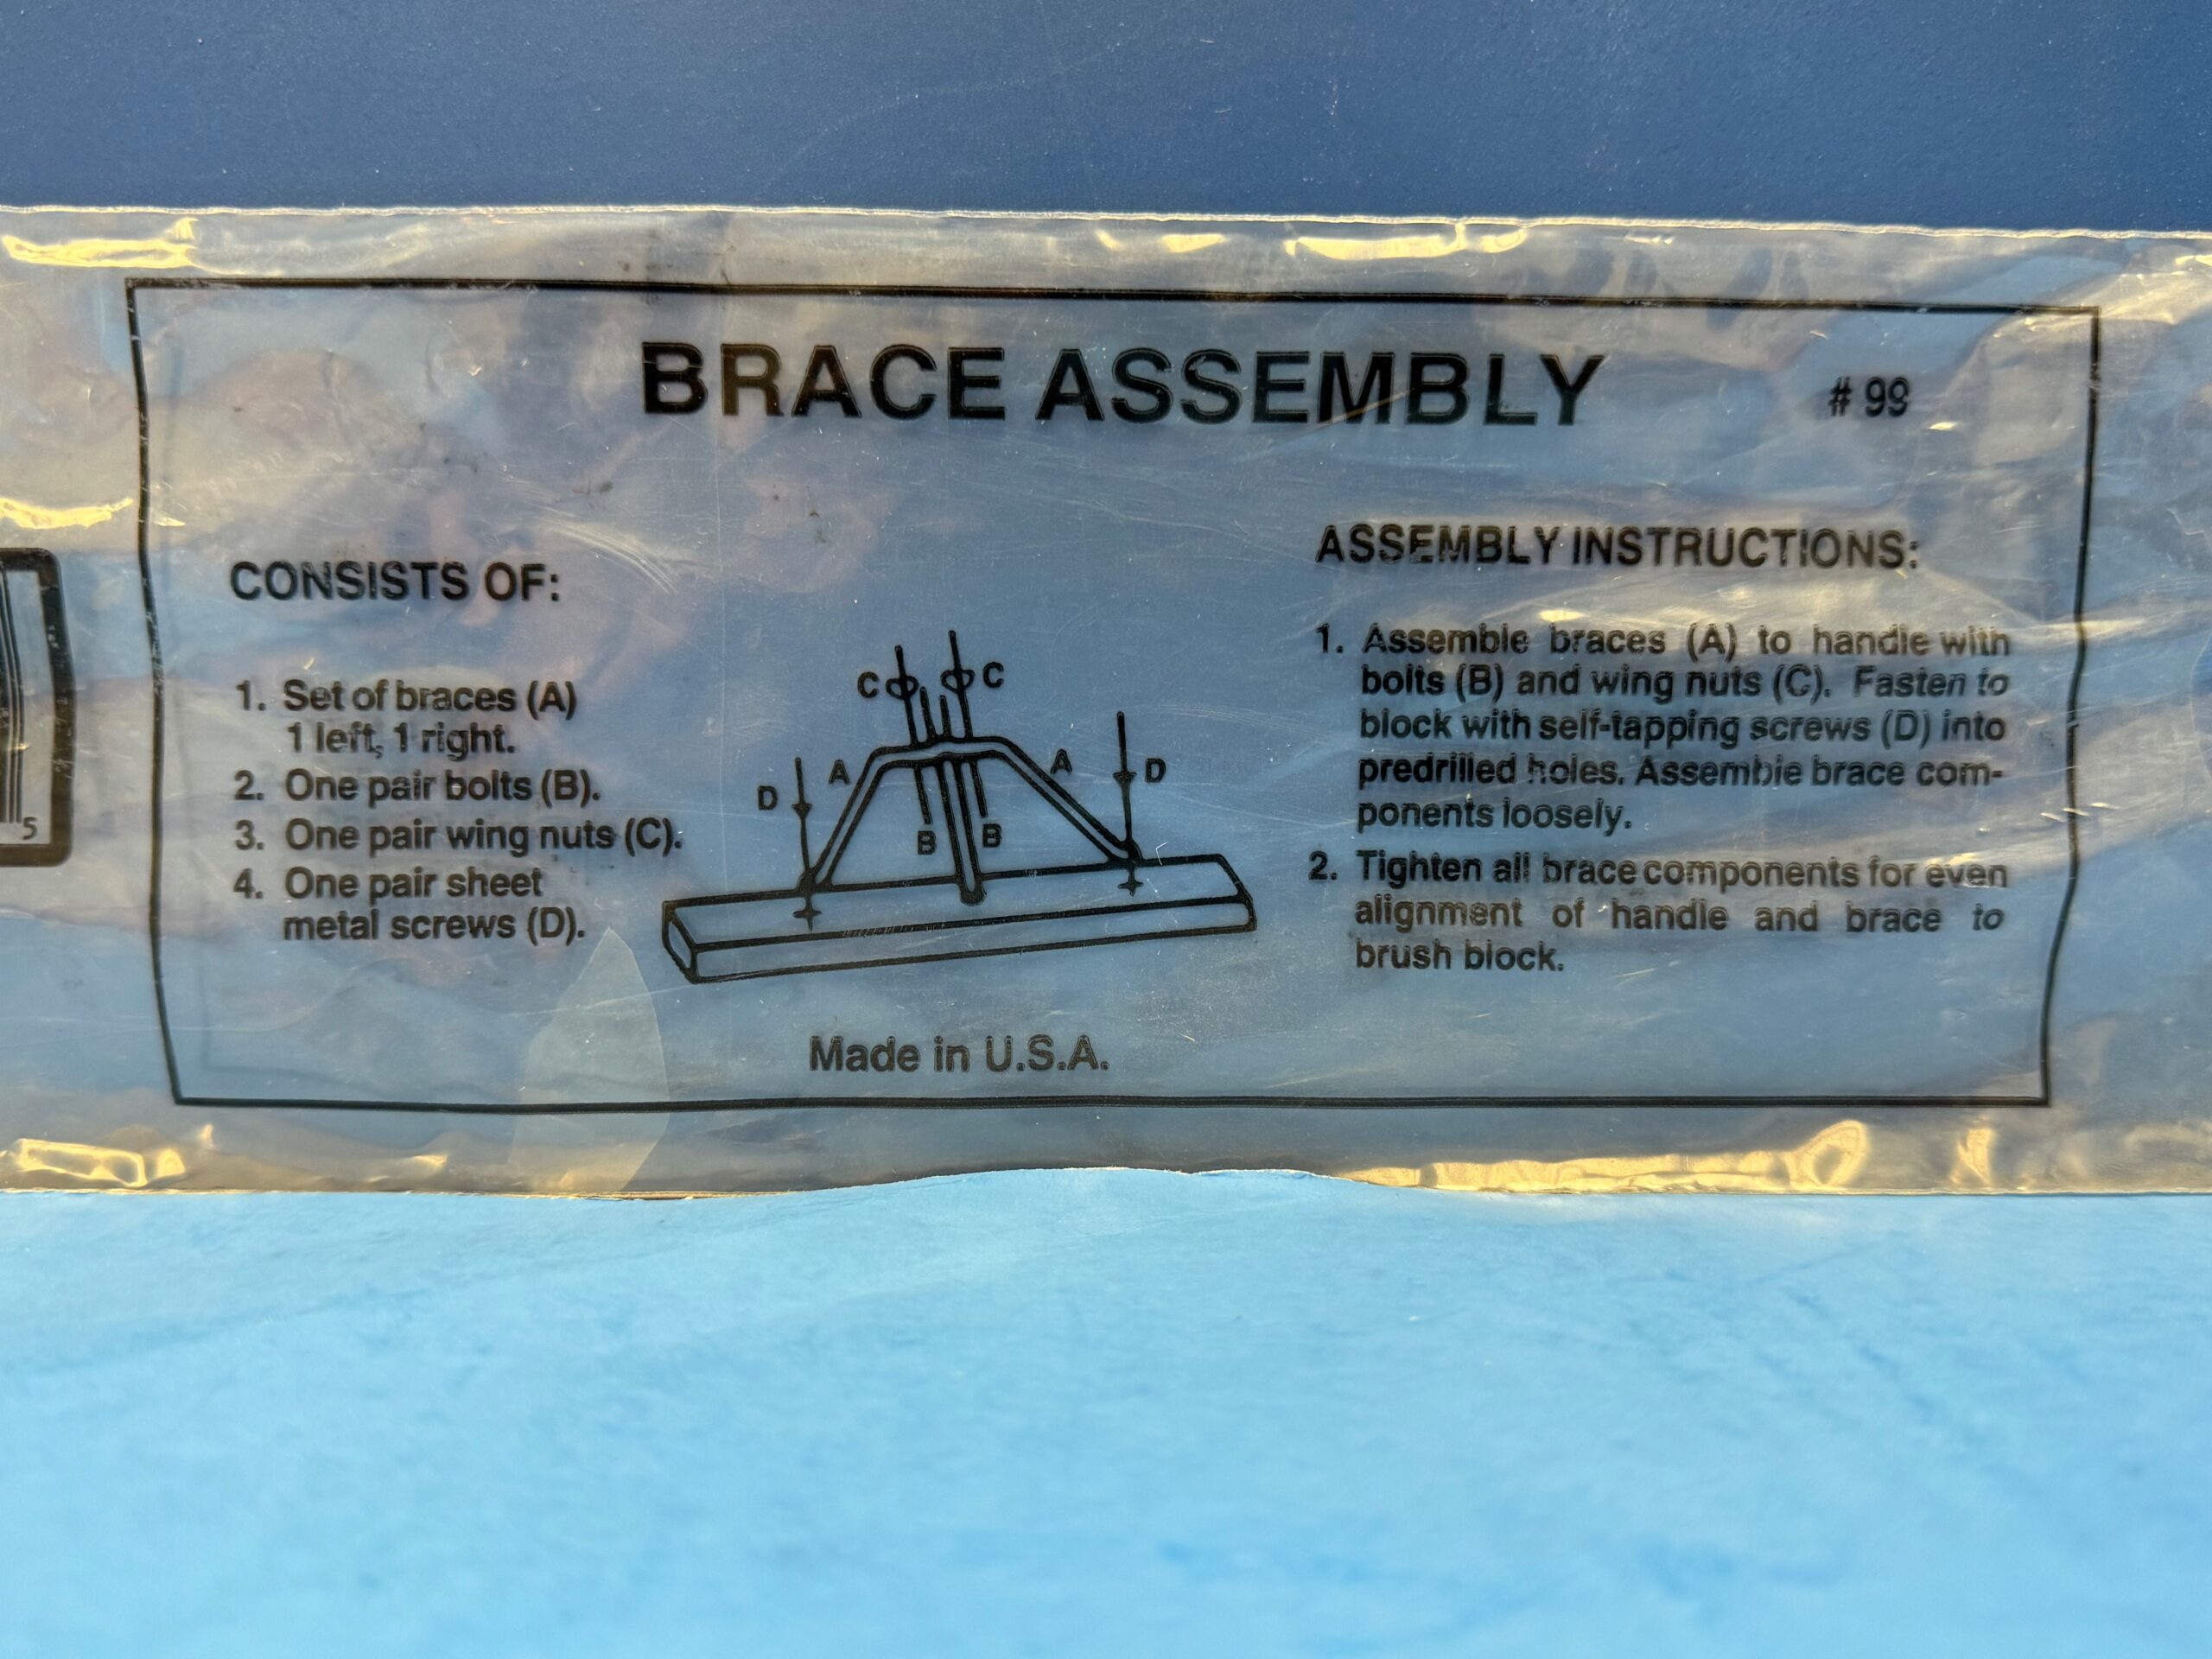 BRACE ASSEMBLY
# 99
CONSISTS OF:
1. Set of braces (A)
1 left, 1 right.
2. One pair bolts (B).
3. One pair wing nuts (C).
4. One pair sheet
metal screws (D).
C C
A A
D D
B B
ASSEMBLY INSTRUCTIONS:
1. Assemble braces (A) to handle with
bolts (B) and wing nuts (C). Fasten to
block with self-tapping screws (D) into
predrilled holes. Assemble brace com-
ponents loosely.
2. Tighten all brace components for even
alignment of handle and brace to
brush block.
Made in U.S.A.
5